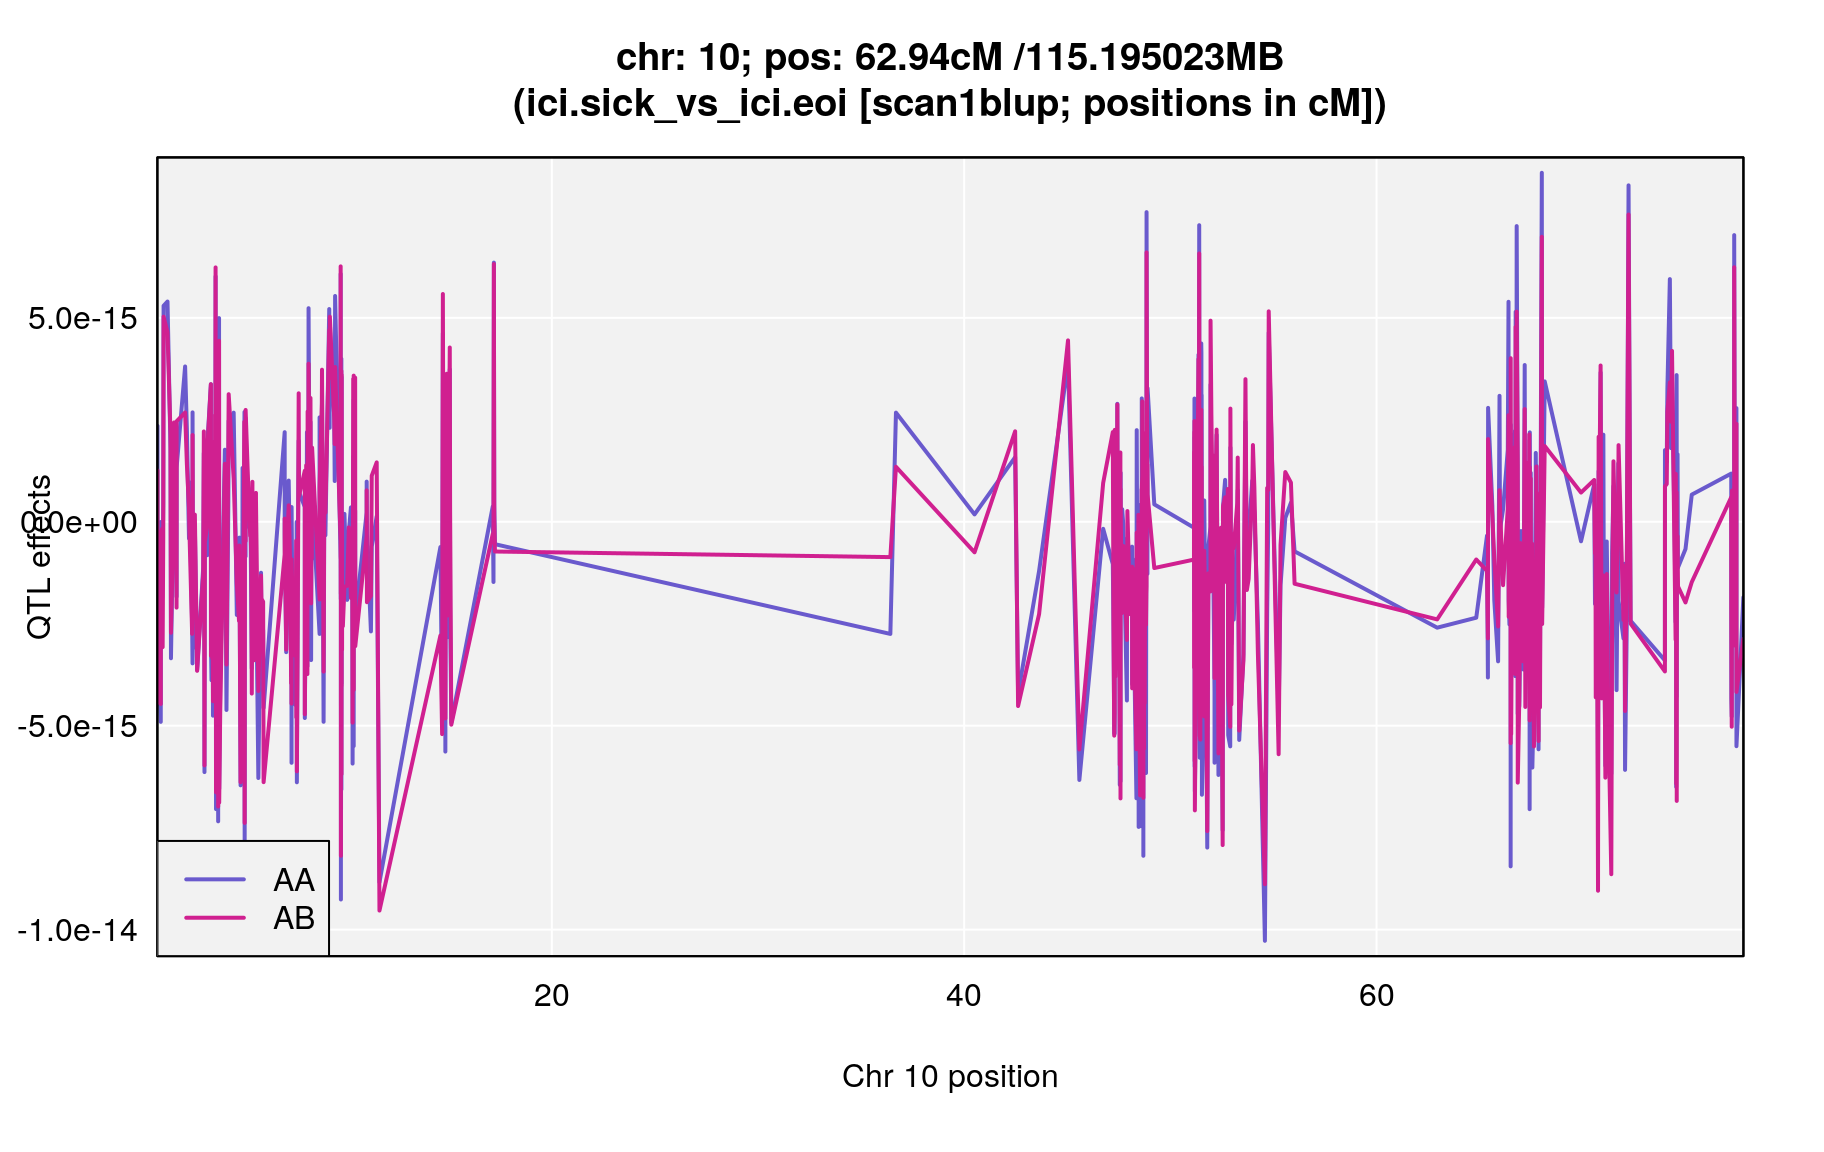 chr: 10; pos: 62.94cM /115.195023MB
(ici.sick_vs_ici.eoi [scan1blup; positions in cM])
QTL effects
5.0e-15
0.0e+00
-5.0e-15
-1.0e-14
AA
AB
20
40
60
Chr 10 position